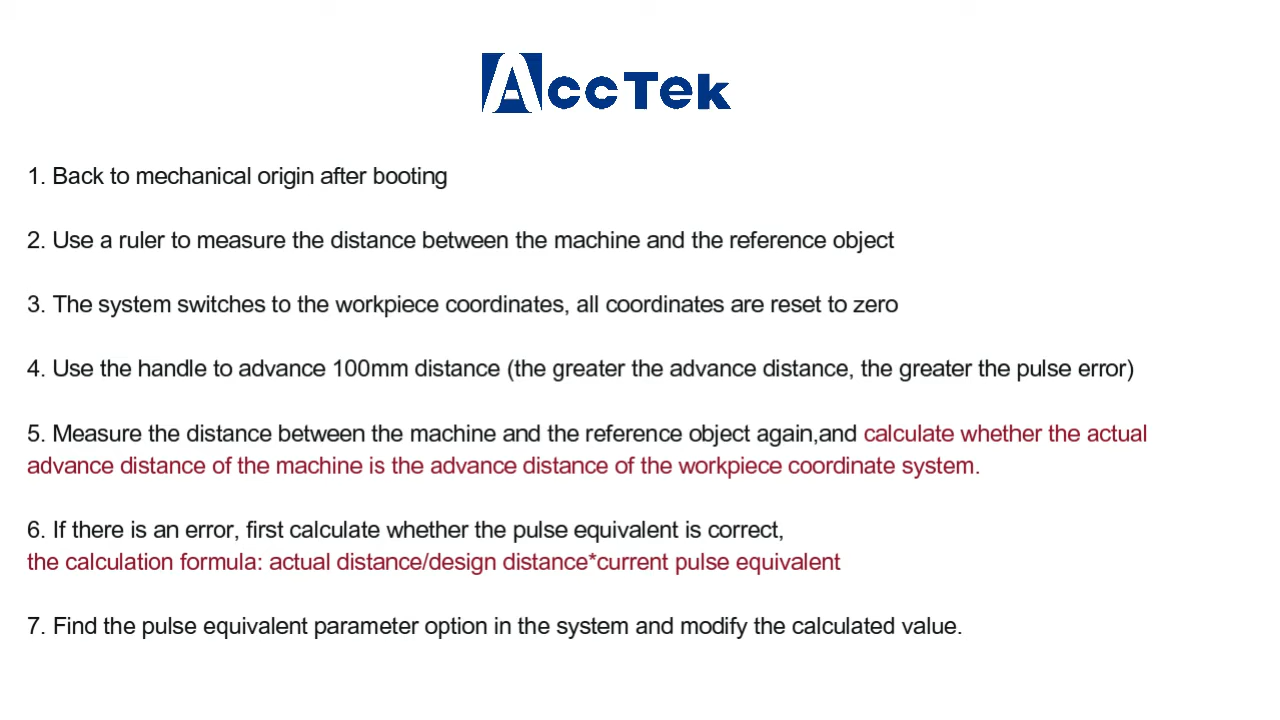 AccTek
1. Back to mechanical origin after booting
2. Use a ruler to measure the distance between the machine and the reference object
3. The system switches to the workpiece coordinates, all coordinates are reset to zero
4. Use the handle to advance 100mm distance (the greater the advance distance, the greater the pulse error)
5. Measure the distance between the machine and the reference object again,and calculate whether the actual
advance distance of the machine is the advance distance of the workpiece coordinate system.
6. If there is an error, first calculate whether the pulse equivalent is correct,
the calculation formula: actual distance/design distance*current pulse equivalent
7. Find the pulse equivalent parameter option in the system and modify the calculated value.